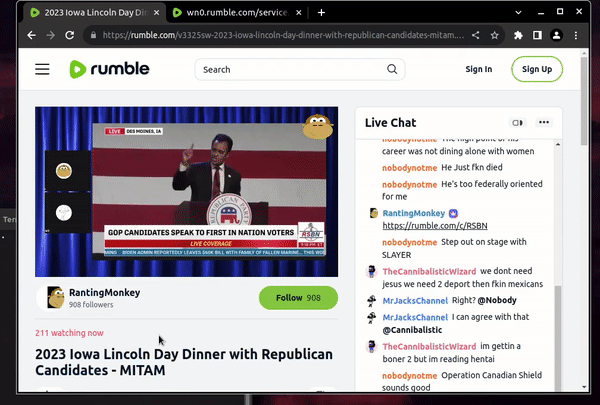 2023 Iowa Lincoln Day Dinn
wn0.rumble.com/service.
https://rumble.com/v3325sw-2023-iowa-lincoln-day-dinner-with-republican-candidates-mitam....
rumble
Search
Sign In
Sign Up
LIVE DES MOINES, IA
REPUBLICAN PARTY
GOP CANDIDATES SPEAK TO FIRST IN NATION VOTERS
LIVE COVERAGE
RSBN
MING ... BIDEN ADMIN REPORTEDLY LEAVES $60K BILL WITH FAMILY OF FALLEN MARINE... THIS WO
RantingMonkey
908 followers
Follow 908
211 watching now
2023 Iowa Lincoln Day Dinner with Republican
Candidates - MITAM
Live Chat
nobodynotme The high point of his
career was not dining alone with women
nobodynotme He Just fkn died
nobodynotme He's too federally oriented
for me
RantingMonkey
https://rumble.com/c/RSBN
nobodynotme Step out on stage with
SLAYER
TheCannibalisticWizard we dont need
jesus we need 2 deport then fkin mexicans
MrJacksChannel Right? @Nobody
MrJacksChannel I can agree with that
@Cannibalistic
TheCannibalisticWizard im gettin a
boner 2 but im reading hentai
nobodynotme Operation Canadian Shield
sounds good
Ter